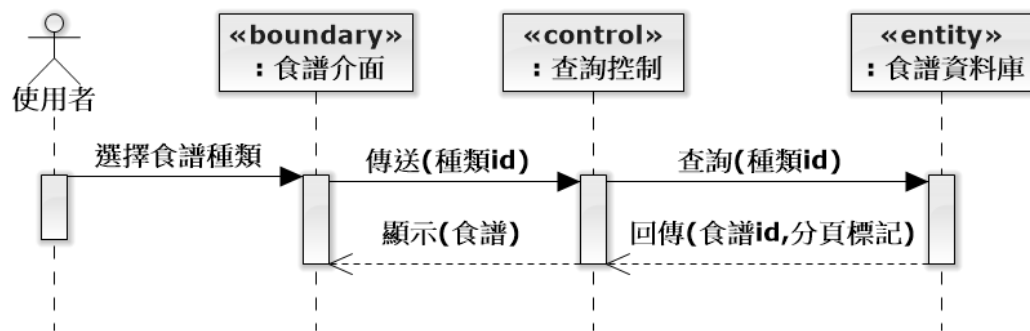 «boundary»
: 食譜介面
«control»
: 查詢控制
«entity»
: 食譜資料庫
使用者
選擇食譜種類
傳送(種類id)
查詢(種類id)
顯示(食譜)
回傳(食譜id,分頁標記)